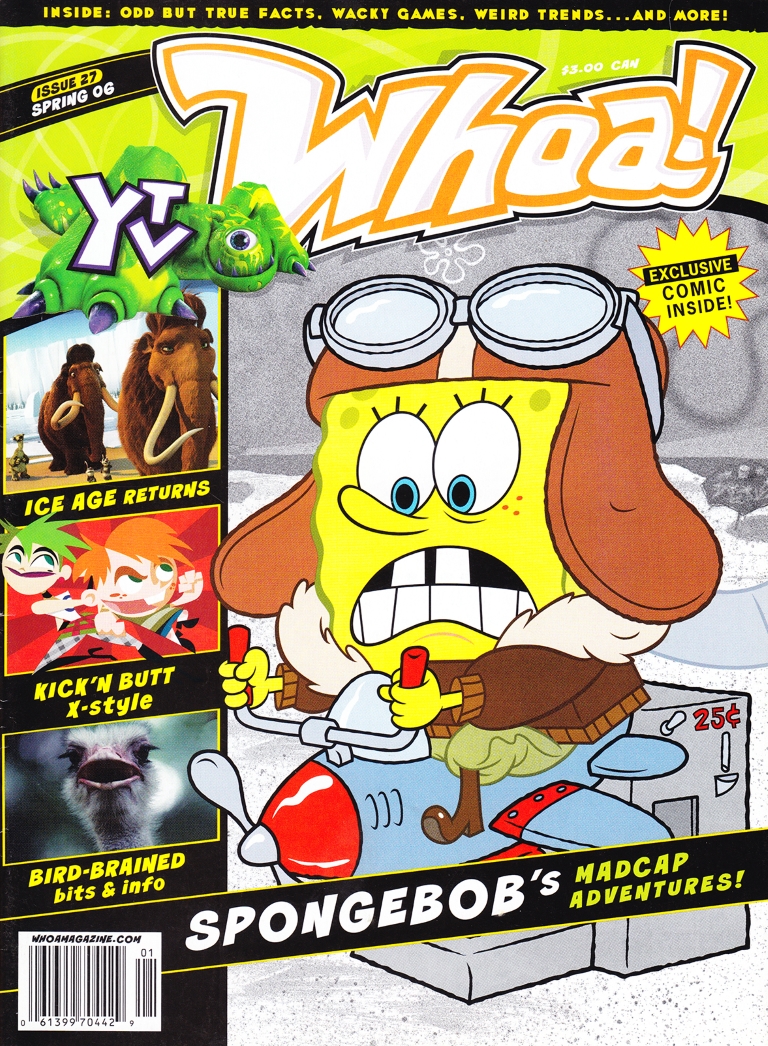 INSIDE: ODD BUT TRUE FACTS, WACKY GAMES, WEIRD TRENDS...AND MORE!
ISSUE 27
SPRING 06
$3.00 CAN
Whoa!
YTV
EXCLUSIVE
COMIC
INSIDE!
ICE AGE RETURNS
KICK'N BUTT
X-style
BIRD-BRAINED
bits & info
25¢
SPONGEBOB'S
MADCAP
ADVENTURES!
WHOAMAGAZINE.COM
01
0 61399 70442 9